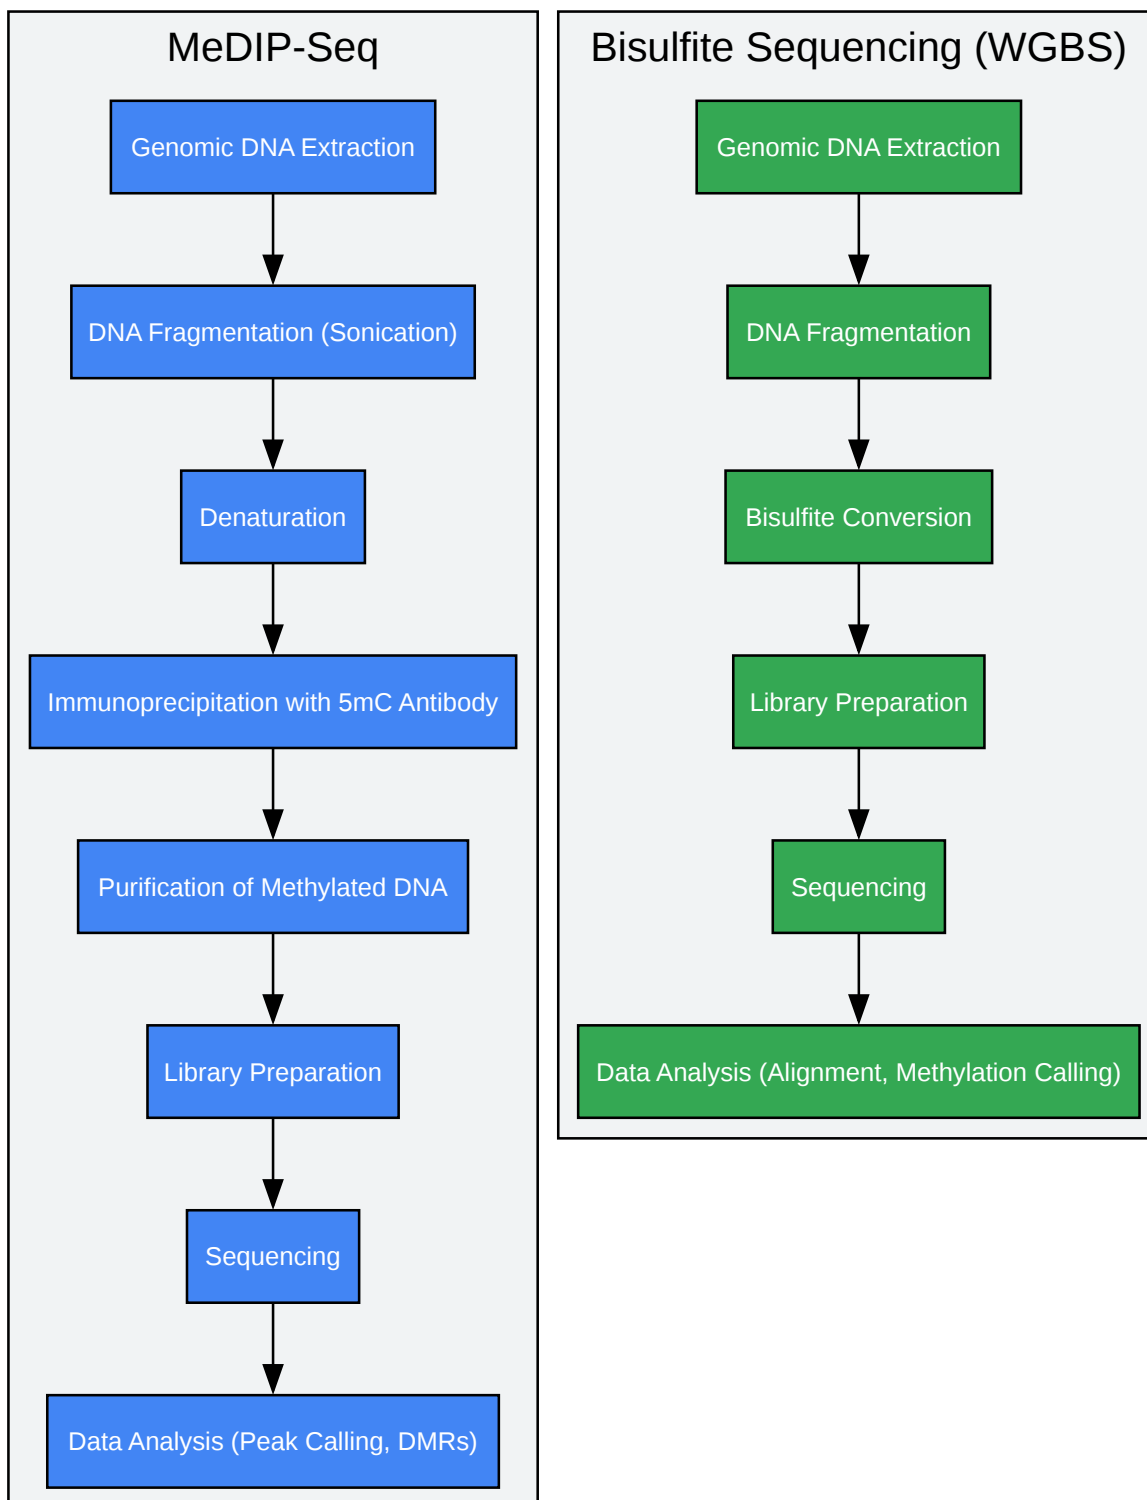 MeDIP-Seq
Genomic DNA Extraction
DNA Fragmentation (Sonication)
Denaturation
Immunoprecipitation with 5mC Antibody
Purification of Methylated DNA
Library Preparation
Sequencing
Data Analysis (Peak Calling, DMRs)
Bisulfite Sequencing (WGBS)
Genomic DNA Extraction
DNA Fragmentation
Bisulfite Conversion
Library Preparation
Sequencing
Data Analysis (Alignment, Methylation Calling)